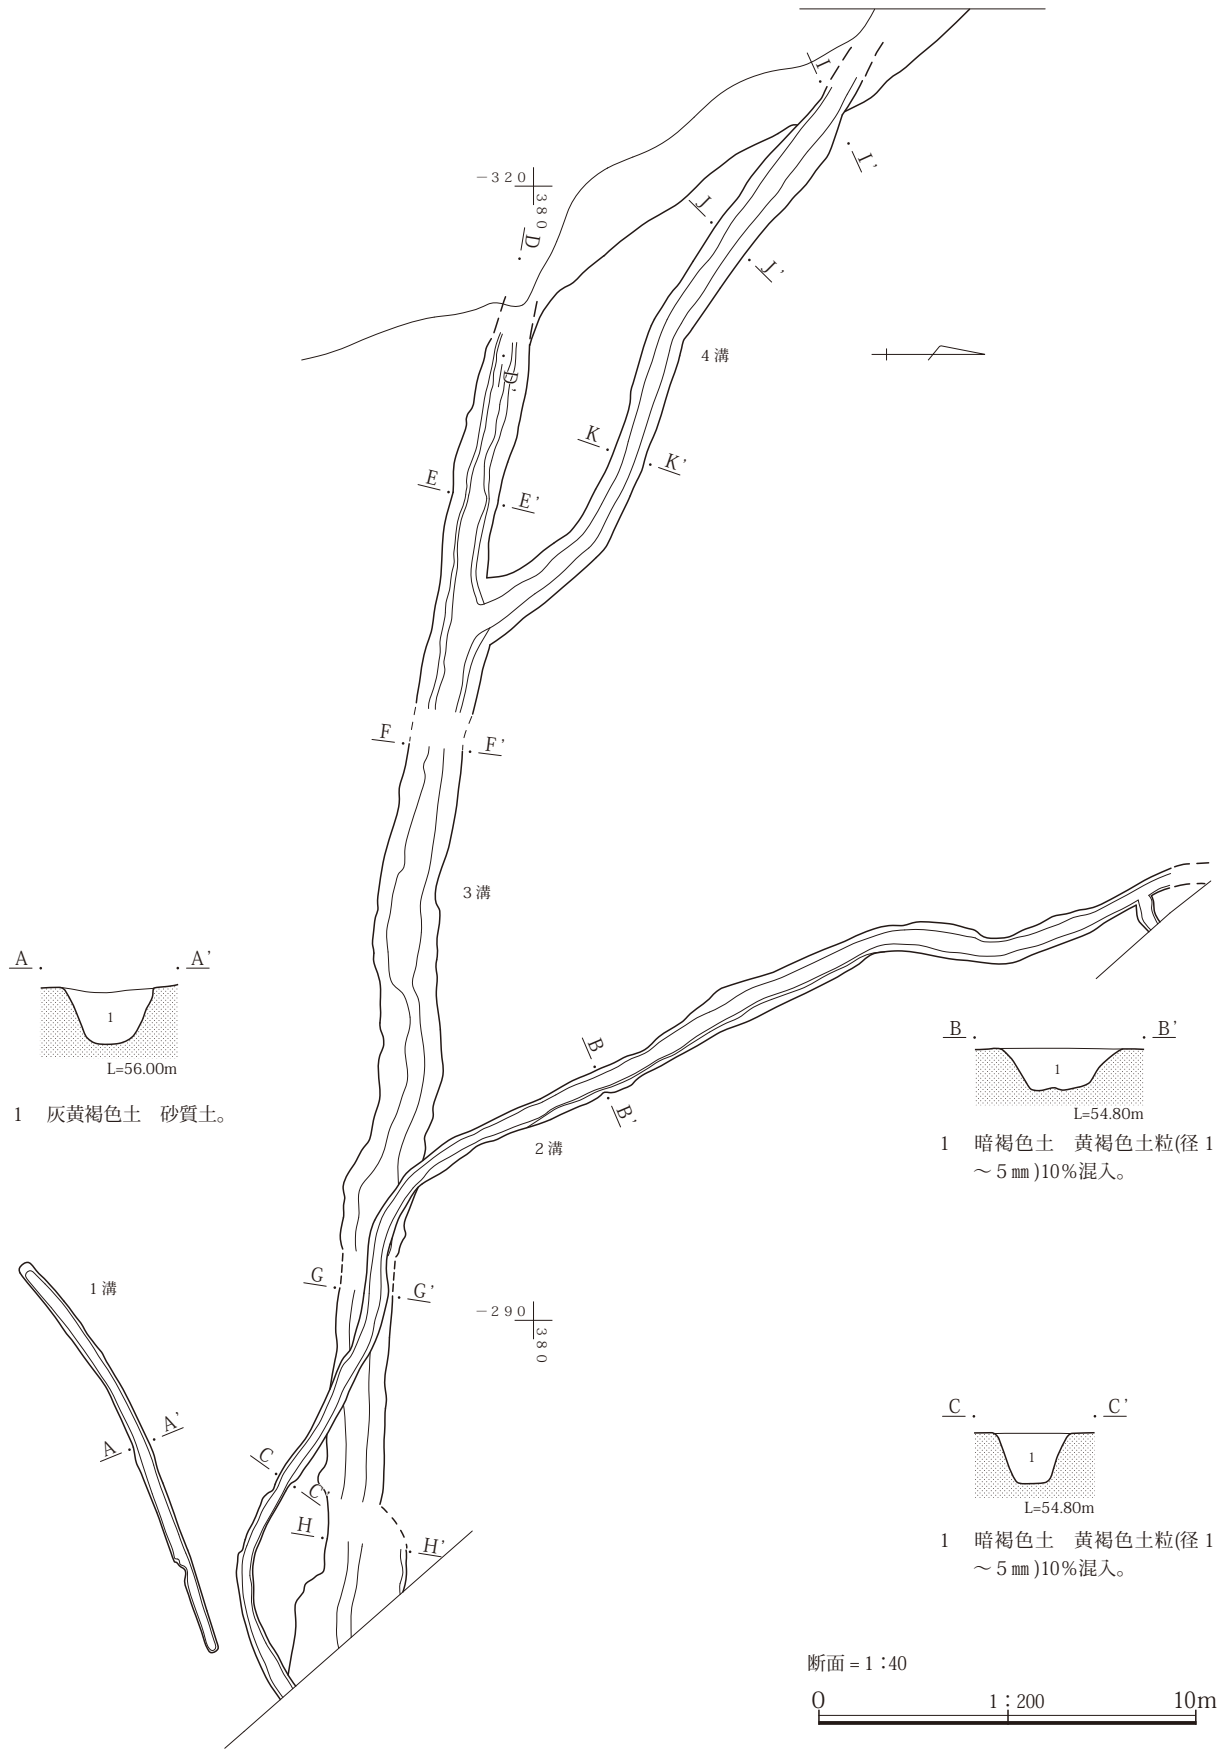 I
I'
－320
380
D
J
J'
4溝
D'
K
K'
E
E'
F
F'
3溝
A
A'
1
L=56.00m
1　灰黄褐色土　砂質土。
B
B'
1
L=54.80m
1　暗褐色土　黄褐色土粒(径1
～5㎜)10%混入。
B
B'
2溝
G
G'
1溝
－290
380
A
A'
C
C'
C
C'
1
L=54.80m
1　暗褐色土　黄褐色土粒(径1
～5㎜)10%混入。
H
H'
断面＝1：40
0
1：200
10m